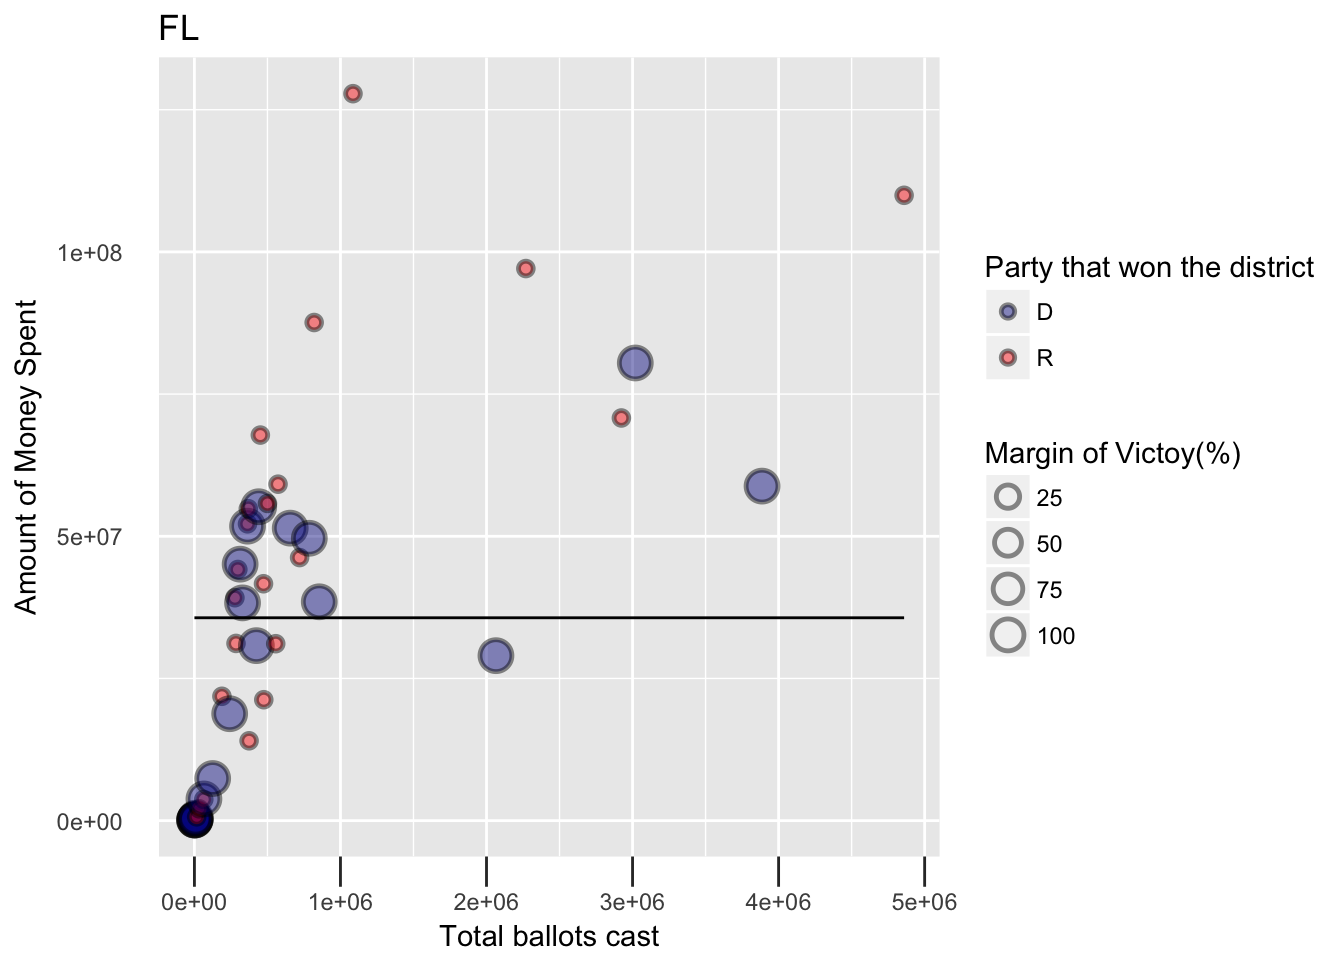 FL
Amount of Money Spent
1e+08
5e+07
0e+00
0e+00 1e+06 2e+06 3e+06 4e+06 5e+06
Total ballots cast
Party that won the district
D
R
Margin of Victoy(%)
25
50
75
100